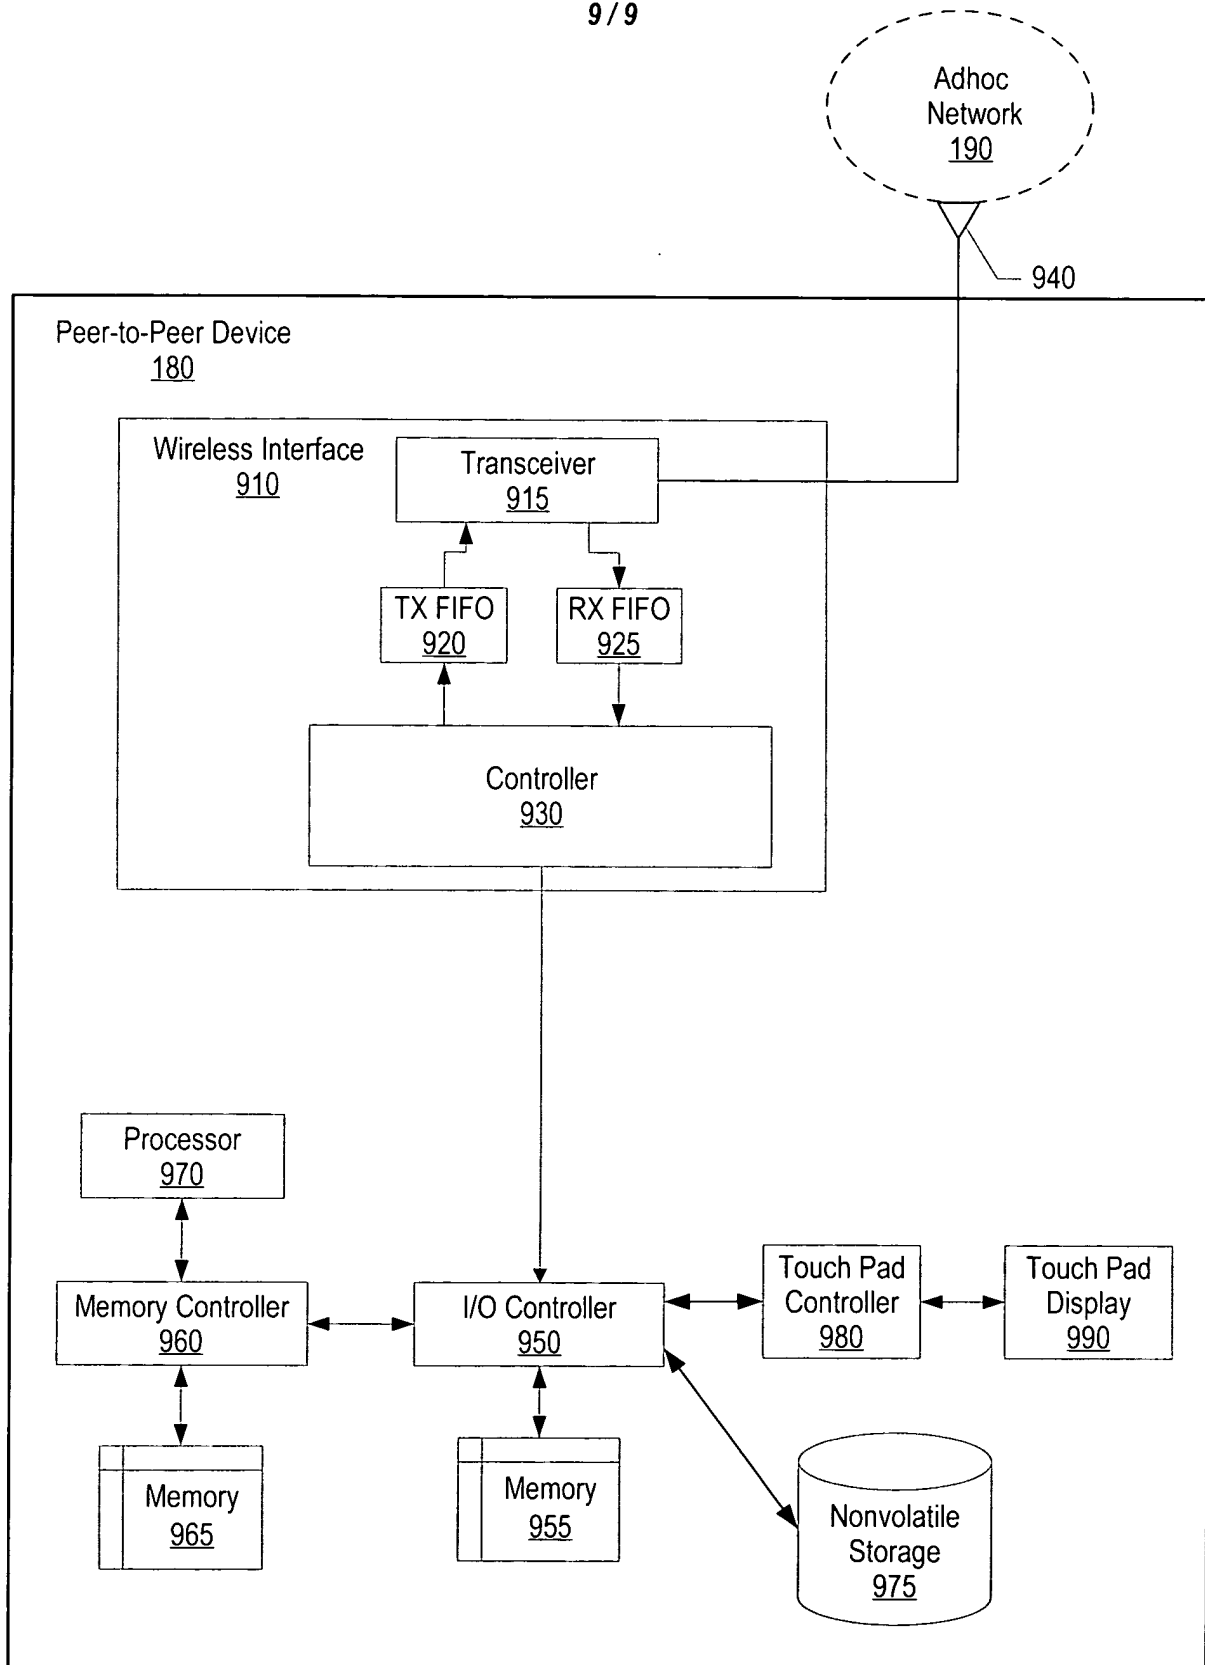 9 / 9
Adhoc
Network
190
940
Peer-to-Peer Device
180
Wireless Interface
910
Transceiver
915
TX FIFO
920
RX FIFO
925
Controller
930
Processor
970
Memory Controller
960
I/O Controller
950
Touch Pad
Controller
980
Touch Pad
Display
990
Memory
965
Memory
955
Nonvolatile
Storage
975